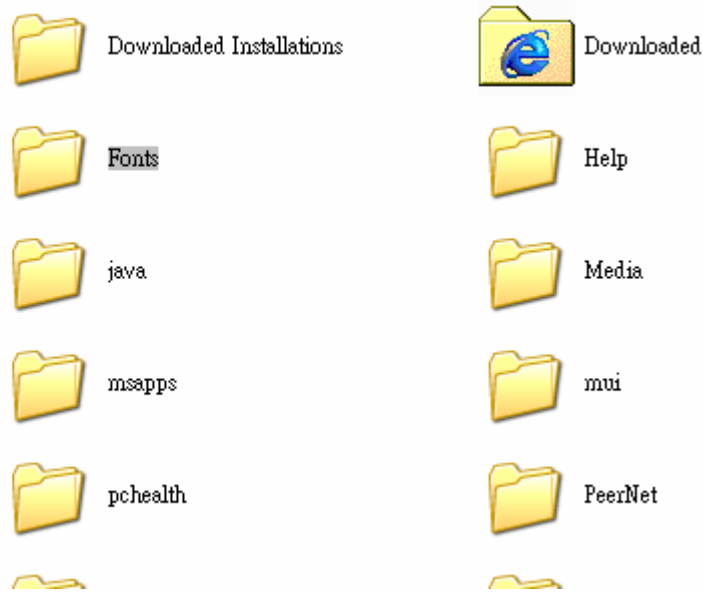 Downloaded Installations
Downloaded
Fonts
Help
java
Media
msapps
mui
pchealth
PeerNet